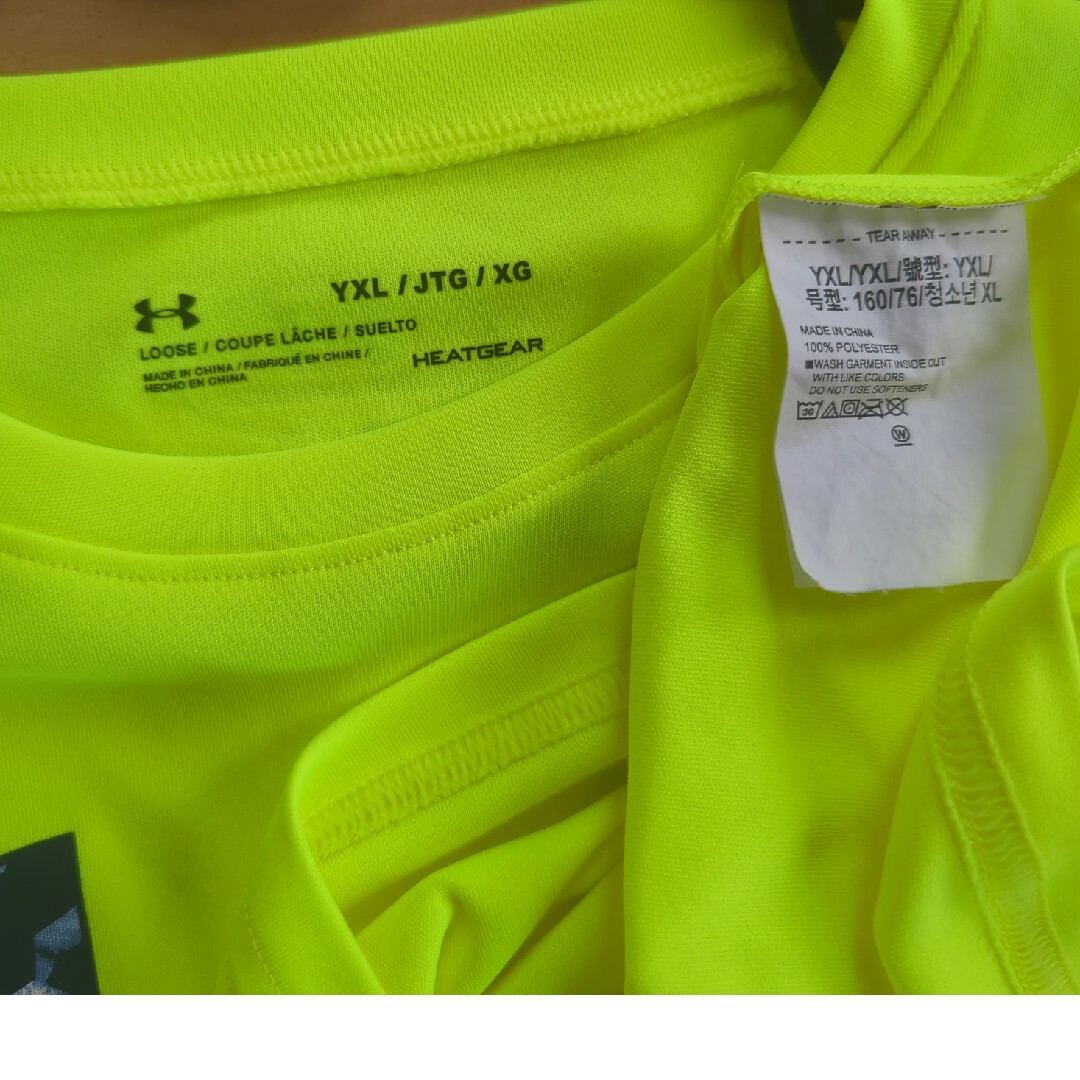 YXL / JTG / XG
LOOSE / COUPE LÂCHE / SUELTO
MADE IN CHINA / FABRIQUÉ EN CHINE /
HECHO EN CHINA
HEATGEAR
TEAR AWAY
YXL/YXL/號型: YXL/
号型: 160/76/청소년 XL
MADE IN CHINA
100% POLYESTER
WASH GARMENT INSIDE OUT
WITH LIKE COLORS
DO NOT USE SOFTENERS
30
W